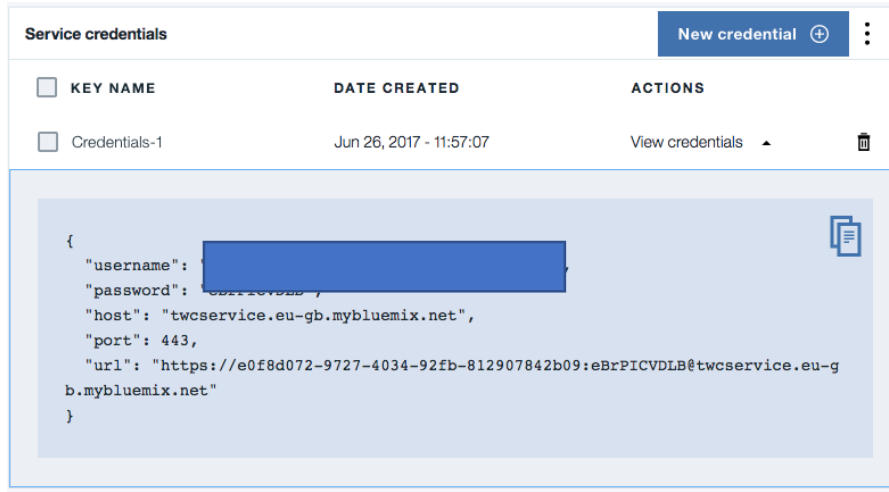 Service credentials
New credential
KEY NAME DATE CREATED ACTIONS
Credentials-1 Jun 26, 2017 - 11:57:07 View credentials
{
"username": "
"password": "
"host": "twcservice.eu-gb.mybluemix.net",
"port": 443,
"url": "https://e0f8d072-9727-4034-92fb-812907842b09:eBrPICVDLB@twcservice.eu-g
b.mybluemix.net"
}